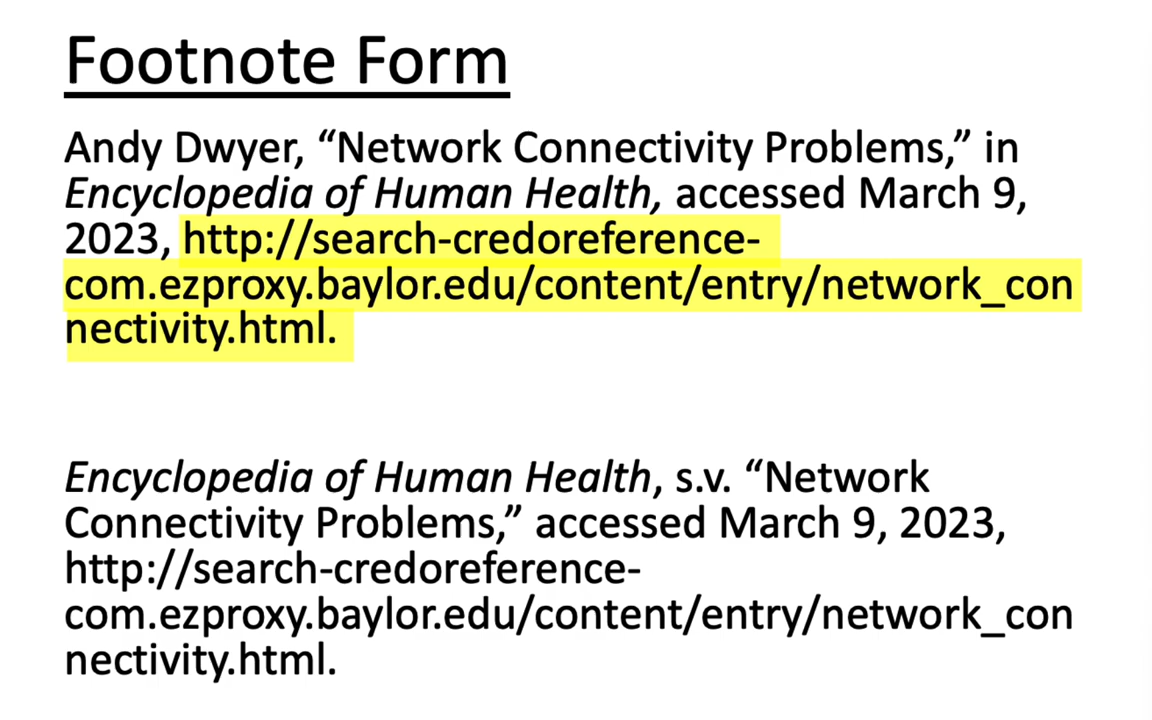 Footnote Form
Andy Dwyer, “Network Connectivity Problems,” in
Encyclopedia of Human Health, accessed March 9,
2023, http://search-credoreference-
com.ezproxy.baylor.edu/content/entry/network_con
nectivity.html.
Encyclopedia of Human Health, s.v. “Network
Connectivity Problems,” accessed March 9, 2023,
http://search-credoreference-
com.ezproxy.baylor.edu/content/entry/network_con
nectivity.html.